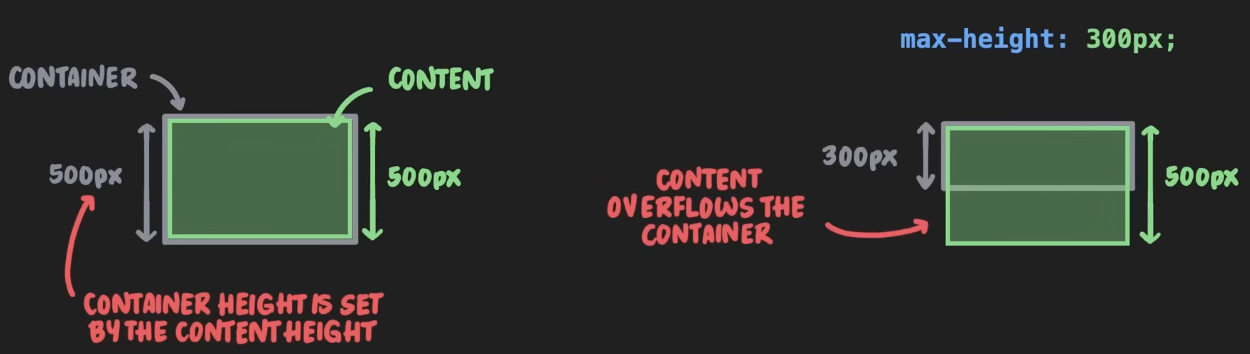 max-height: 300px;
CONTAINER
CONTENT
500px
500px
CONTAINER HEIGHT IS SET
BY THE CONTENT HEIGHT
300px
500px
CONTENT
OVERFLOWS THE
CONTAINER